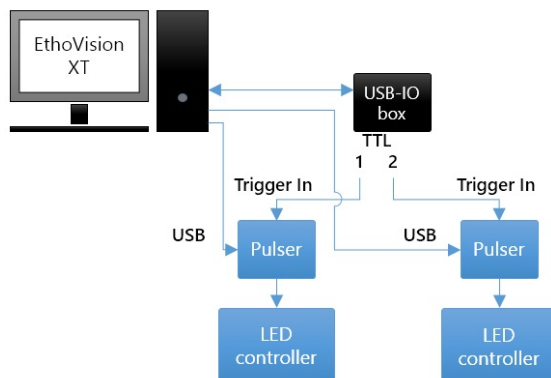 EthoVision
XT
USB-IO
box
TTL
1 2
Trigger In
Trigger In
USB
Pulser
USB
Pulser
LED
controller
LED
controller